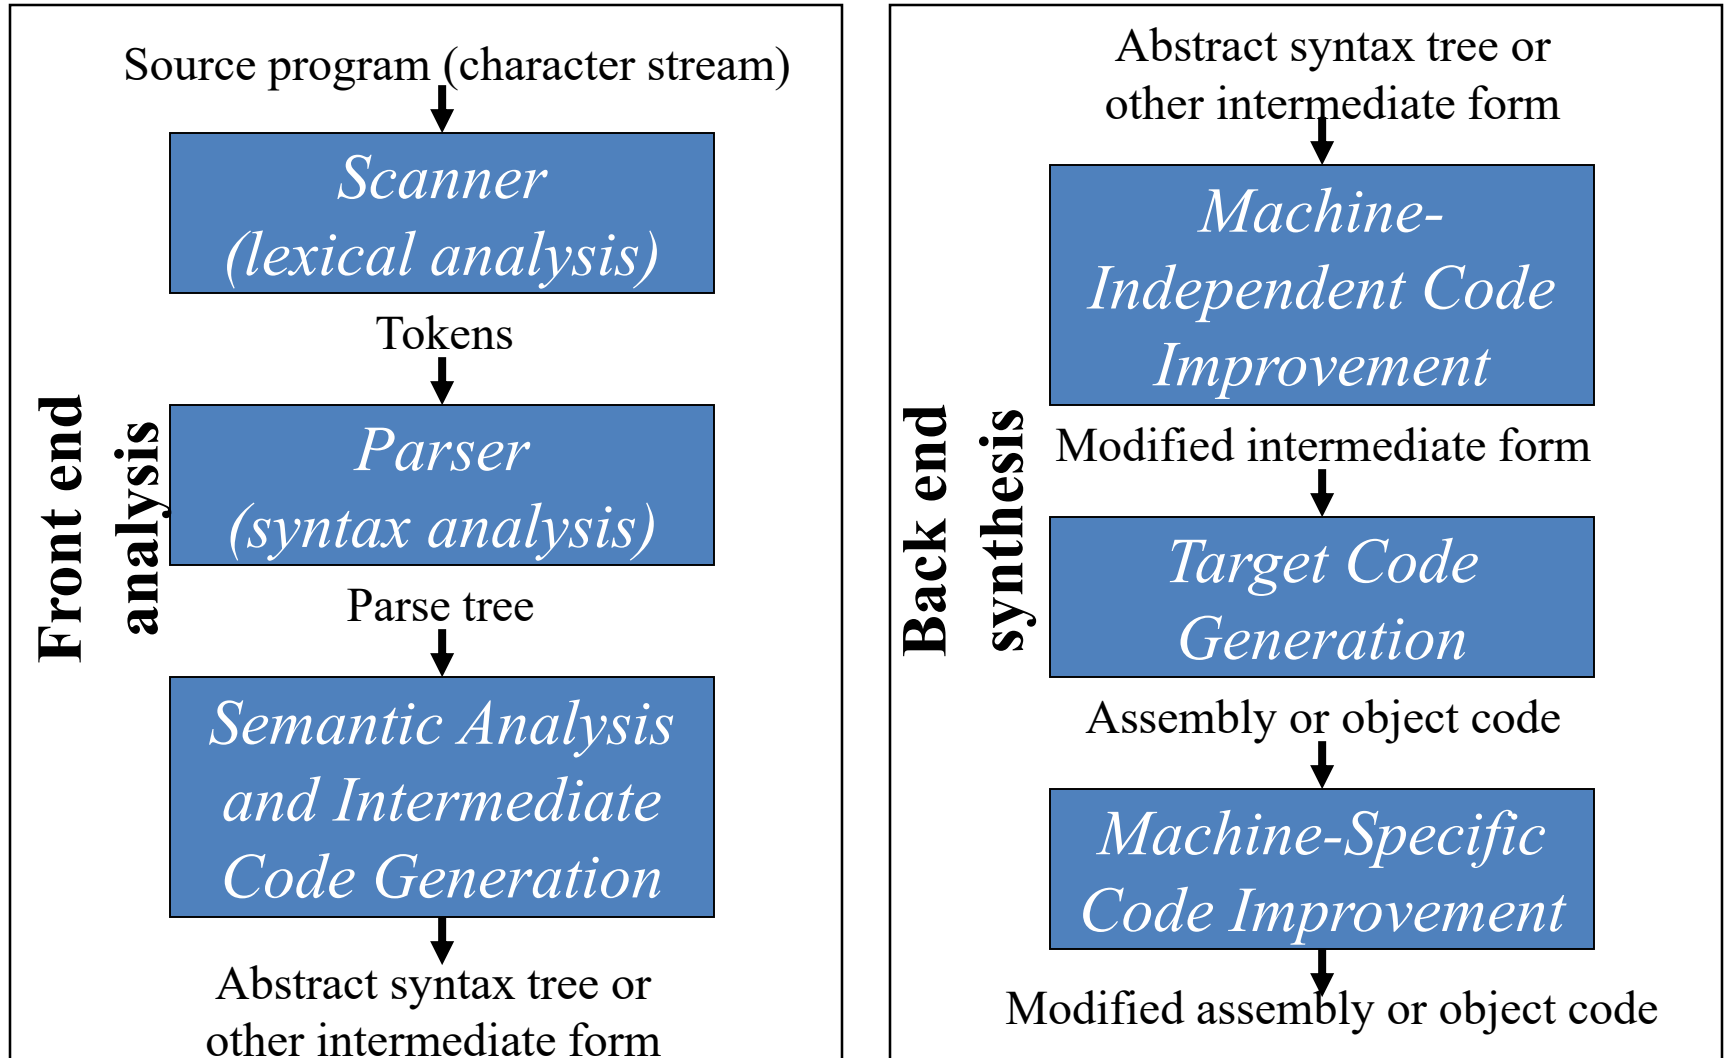 Source program (character stream)
Scanner
(lexical analysis)
Tokens
Front end
analysis
Parser
(syntax analysis)
Parse tree
Semantic Analysis
and Intermediate
Code Generation
Abstract syntax tree or
other intermediate form
Abstract syntax tree or
other intermediate form
Machine-
Independent Code
Improvement
Modified intermediate form
Back end
synthesis
Target Code
Generation
Assembly or object code
Machine-Specific
Code Improvement
Modified assembly or object code